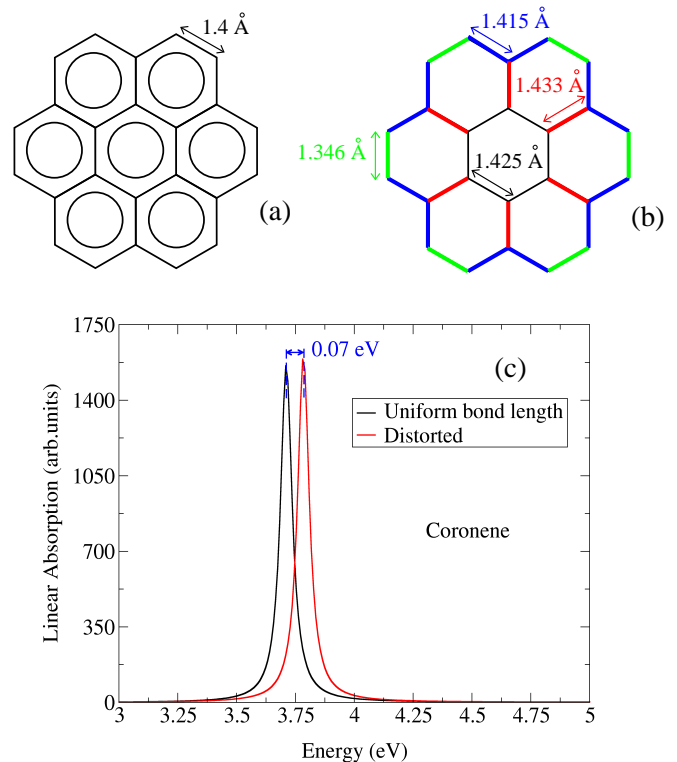 1.4 Å
(a)
1.415 Å
1.433 Å
1.346 Å
1.425 Å
(b)
1750
1400
1050
700
350
0
Linear Absorption (arb.units)
0.07 eV
(c)
Uniform bond length
Distorted
Coronene
3 3.25 3.5 3.75 4 4.25 4.5 4.75 5
Energy (eV)